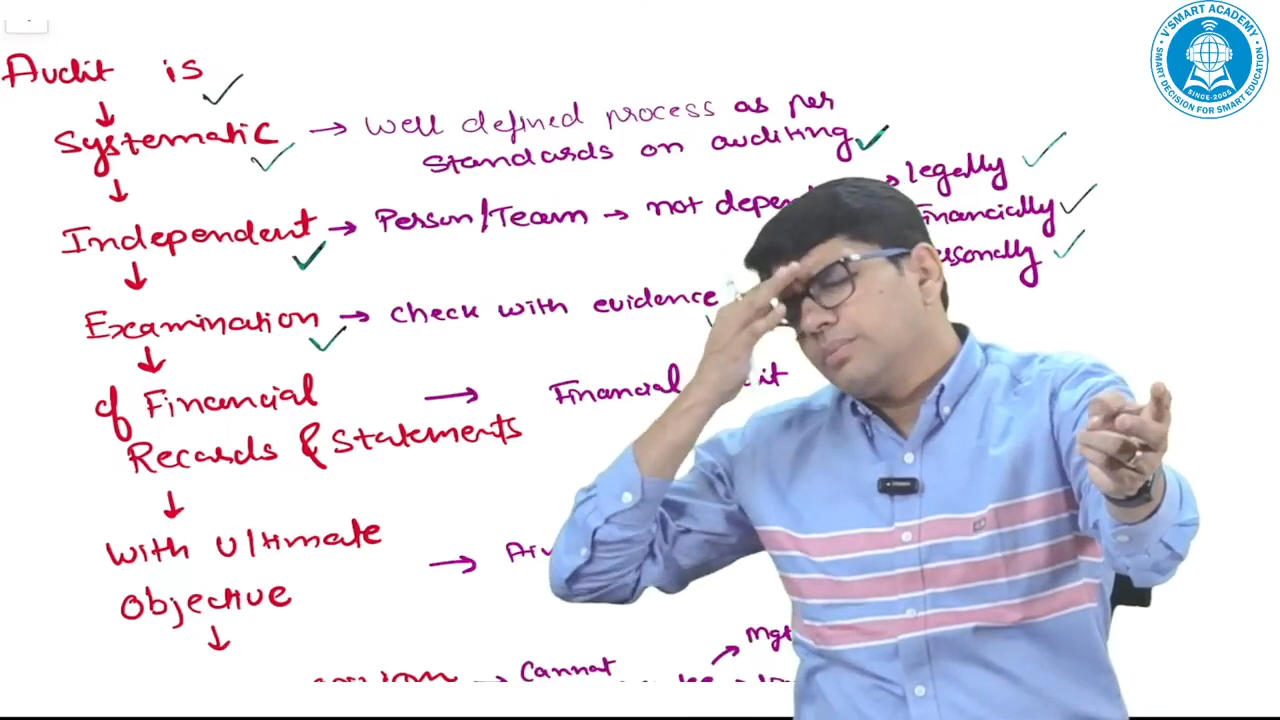 Audit is
Systematic → Well defined process as per
standards on auditing
legally
Independent → Person/Team → not
Financially
Examination → check with evidence
of Financial → Financial
Records & Statements
With Ultimate
Objective
Mgt
Cannot
V'SMART ACADEMY
SMART DECISION FOR SMART EDUCATION
SINCE-2005